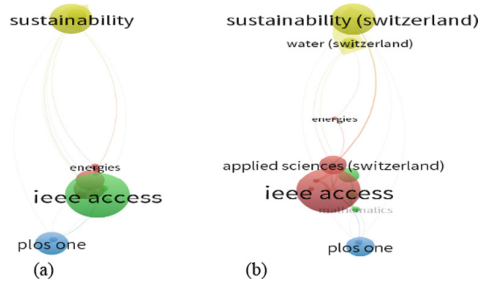 sustainability
energies
ieee access
plos one
(a)
sustainability (switzerland)
water (switzerland)
energies
applied sciences (switzerland)
ieee access
mathematics
plos one
(b)